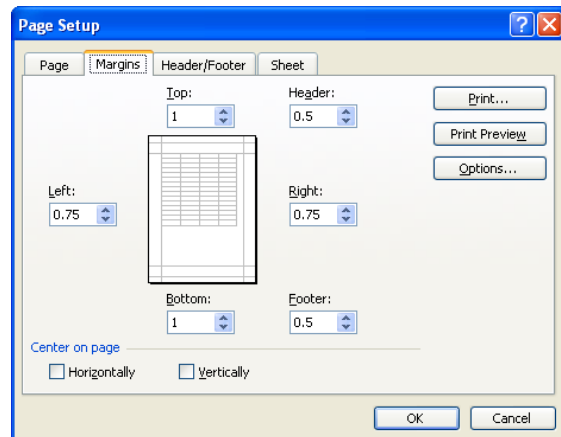 Page Setup
Page Margins Header/Footer Sheet
Top: Header:
1 0.5
Print...
Print Preview
Options...
Left: Right:
0.75 0.75
Bottom: Footer:
1 0.5
Center on page
Horizontally Vertically
OK Cancel